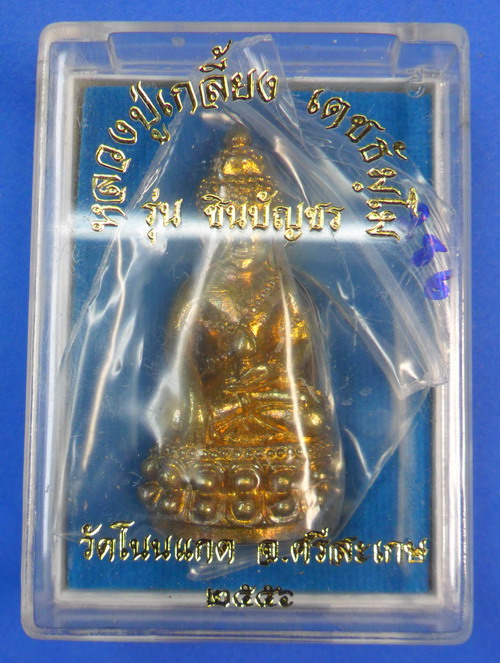 หลวงปู่เกลี้ยง เตชธัมฺโม
รุ่น ชินบัญชร
วัดโนนแกด จ.ศรีสะเกษ
๒๕๕๖